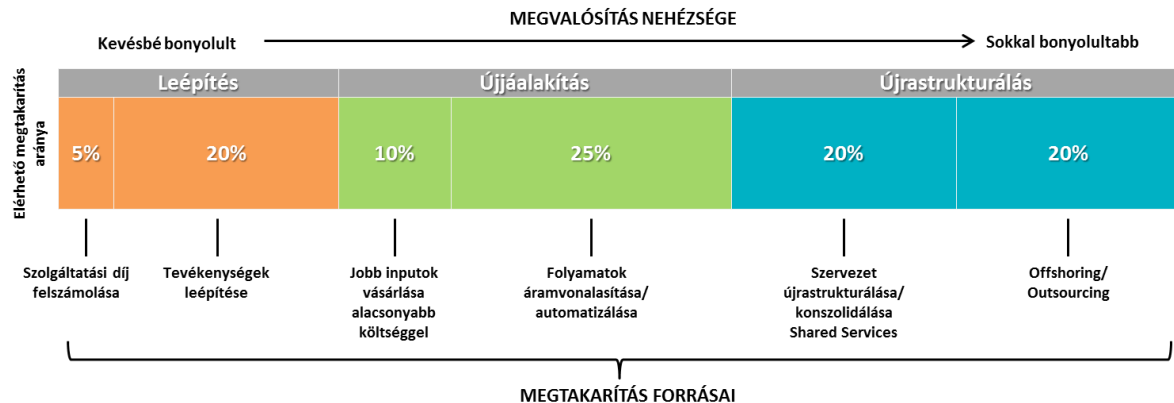 MEGVALÓSÍTÁS NEHÉZSÉGE
Kevésbé bonyolult
Sokkal bonyolultabb
Elérhető megtakarítás
aránya
Leépítés
Újjáalakítás
Újrastrukturálás
5%
20%
10%
25%
20%
20%
Szolgáltatási díj
felszámolása
Tevékenységek
leépítése
Jobb inputok
vásárlása
alacsonyabb
költséggel
Folyamatok
áramvonalasítása/
automatizálása
Szervezet
újrastrukturálása/
konszolidálása
Shared Services
Offshoring/
Outsourcing
MEGTAKARÍTÁS FORRÁSAI